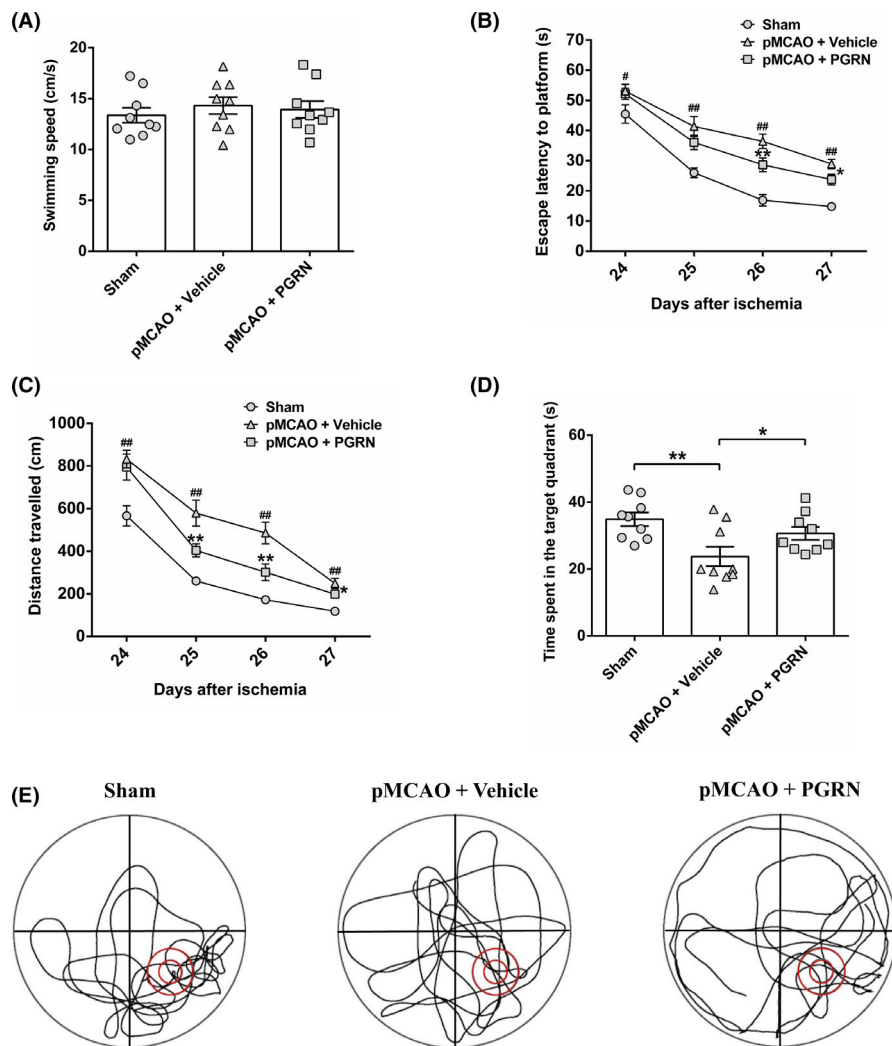 (A)
20
15
10
5
0
Swimming speed (cm/s)
Sham
pMCAO + Vehicle
pMCAO + PGRN
(B)
Sham
pMCAO + Vehicle
pMCAO + PGRN
70
60
50
40
30
20
10
0
Escape latency to platform (s)
#
##
##
**
##
*
24
25
26
27
Days after ischemia
(C)
Sham
pMCAO + Vehicle
pMCAO + PGRN
1000
800
600
400
200
0
Distance travelled (cm)
##
##
**
##
**
##
*
24
25
26
27
Days after ischemia
(D)
60
40
20
0
Time spent in the target quadrant (s)
**
*
Sham
pMCAO + Vehicle
pMCAO + PGRN
(E)
Sham
pMCAO + Vehicle
pMCAO + PGRN